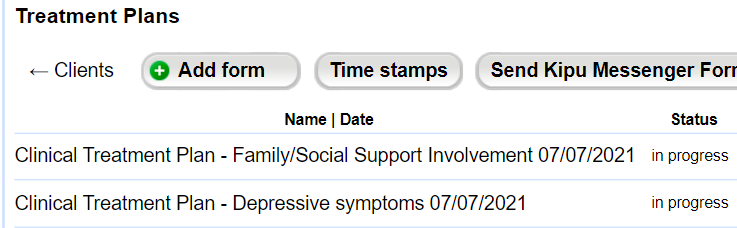 Treatment Plans
← Clients Add form Time stamps Send Kipu Messenger
Name | Date Status
Clinical Treatment Plan - Family/Social Support Involvement 07/07/2021 in progress
Clinical Treatment Plan - Depressive symptoms 07/07/2021 in progress